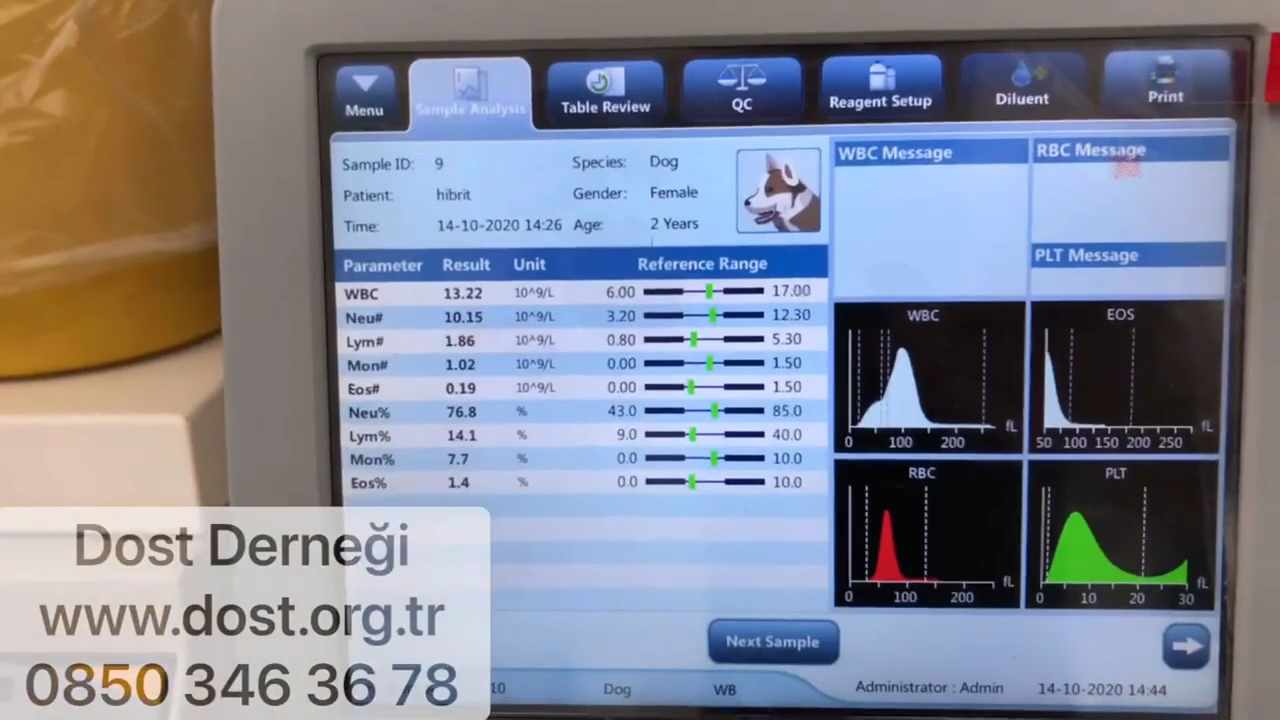 Menu
Sample Analysis
Table Review
QC
Reagent Setup
Diluent
Print
Sample ID: 9 Species: Dog
Patient: hibrit Gender: Female
Time: 14-10-2020 14:26 Age: 2 Years
Parameter Result Unit Reference Range
WBC 13.22 10^9/L 6.00 17.00
Neu# 10.15 10^9/L 3.20 12.30
Lym# 1.86 10^9/L 0.80 5.30
Mon# 1.02 10^9/L 0.00 1.50
Eos# 0.19 10^9/L 0.00 1.50
Neu% 76.8 % 43.0 85.0
Lym% 14.1 % 9.0 40.0
Mon% 7.7 % 0.0 10.0
Eos% 1.4 % 0.0 10.0
WBC Message
RBC Message
PLT Message
WBC
0 100 200 fL
EOS
50 100 150 200 250 fL
RBC
0 100 200 fL
PLT
0 10 20 30 fL
Next Sample
10 Dog WB Administrator : Admin 14-10-2020 14:44
Dost Derneği
www.dost.org.tr
0850 346 36 78